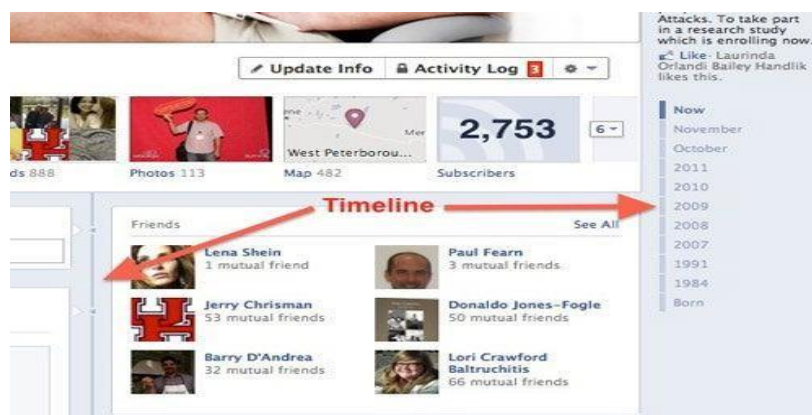 Attacks. To take part
in a research study
which is enrolling now.
Like · Laurinda
Orlandi Bailey Handlik
likes this.
Update Info
Activity Log 3
West Peterborou...
2,753
6
ds 888
Photos 113
Map 482
Subscribers
Now
November
October
2011
2010
2009
2008
2007
1991
1984
Born
Timeline
Friends
See All
Lena Shein
1 mutual friend
Paul Fearn
3 mutual friends
Jerry Chrisman
53 mutual friends
Donaldo Jones-Fogle
50 mutual friends
Barry D'Andrea
32 mutual friends
Lori Crawford
Baltruchitis
66 mutual friends